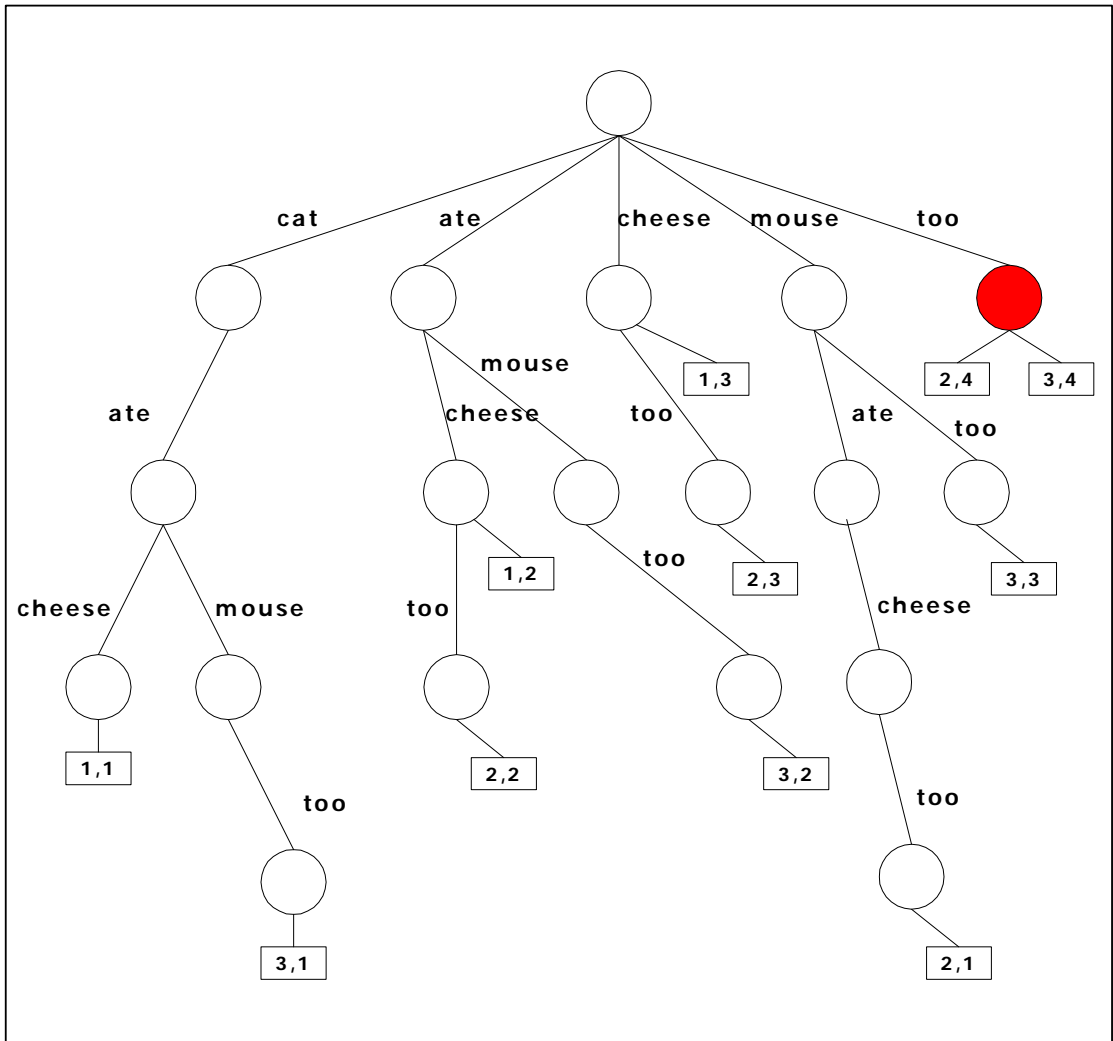 cat ate cheese mouse too
mouse
1,3 2,4 3,4
ate cheese too ate too
1,2 too 2,3 3,3
cheese mouse too cheese
1,1 2,2 3,2
too too
3,1 2,1